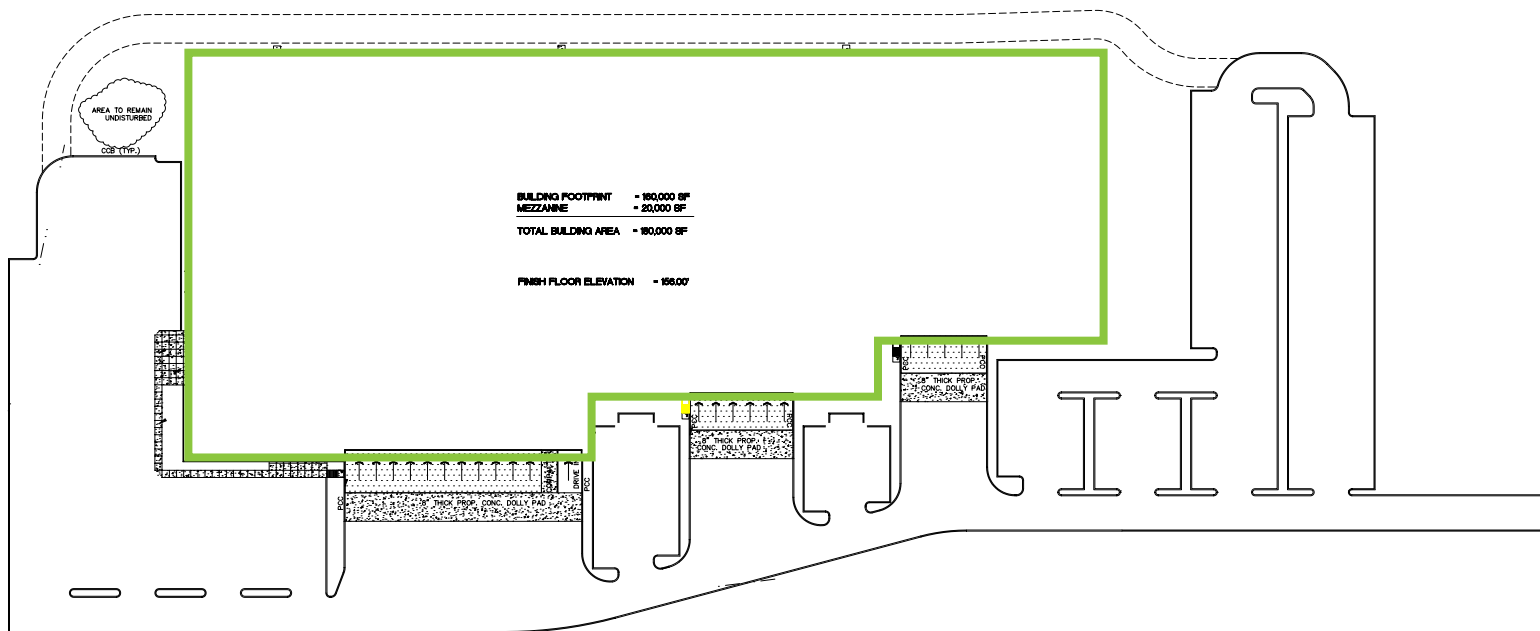 AREA TO REMAIN
UNDISTURBED
CCB (TYP.)
BUILDING FOOTPRINT = 160,000 SF
MEZZANINE = 20,000 SF
TOTAL BUILDING AREA = 180,000 SF
FINISH FLOOR ELEVATION = 156.00'
PCC
PCC
8" THICK PROP.
CONC. DOLLY PAD
PCC
PCC
8" THICK PROP.
CONC. DOLLY PAD
DRIVE
PCC
PCC
8" THICK PROP. CONC. DOLLY PAD